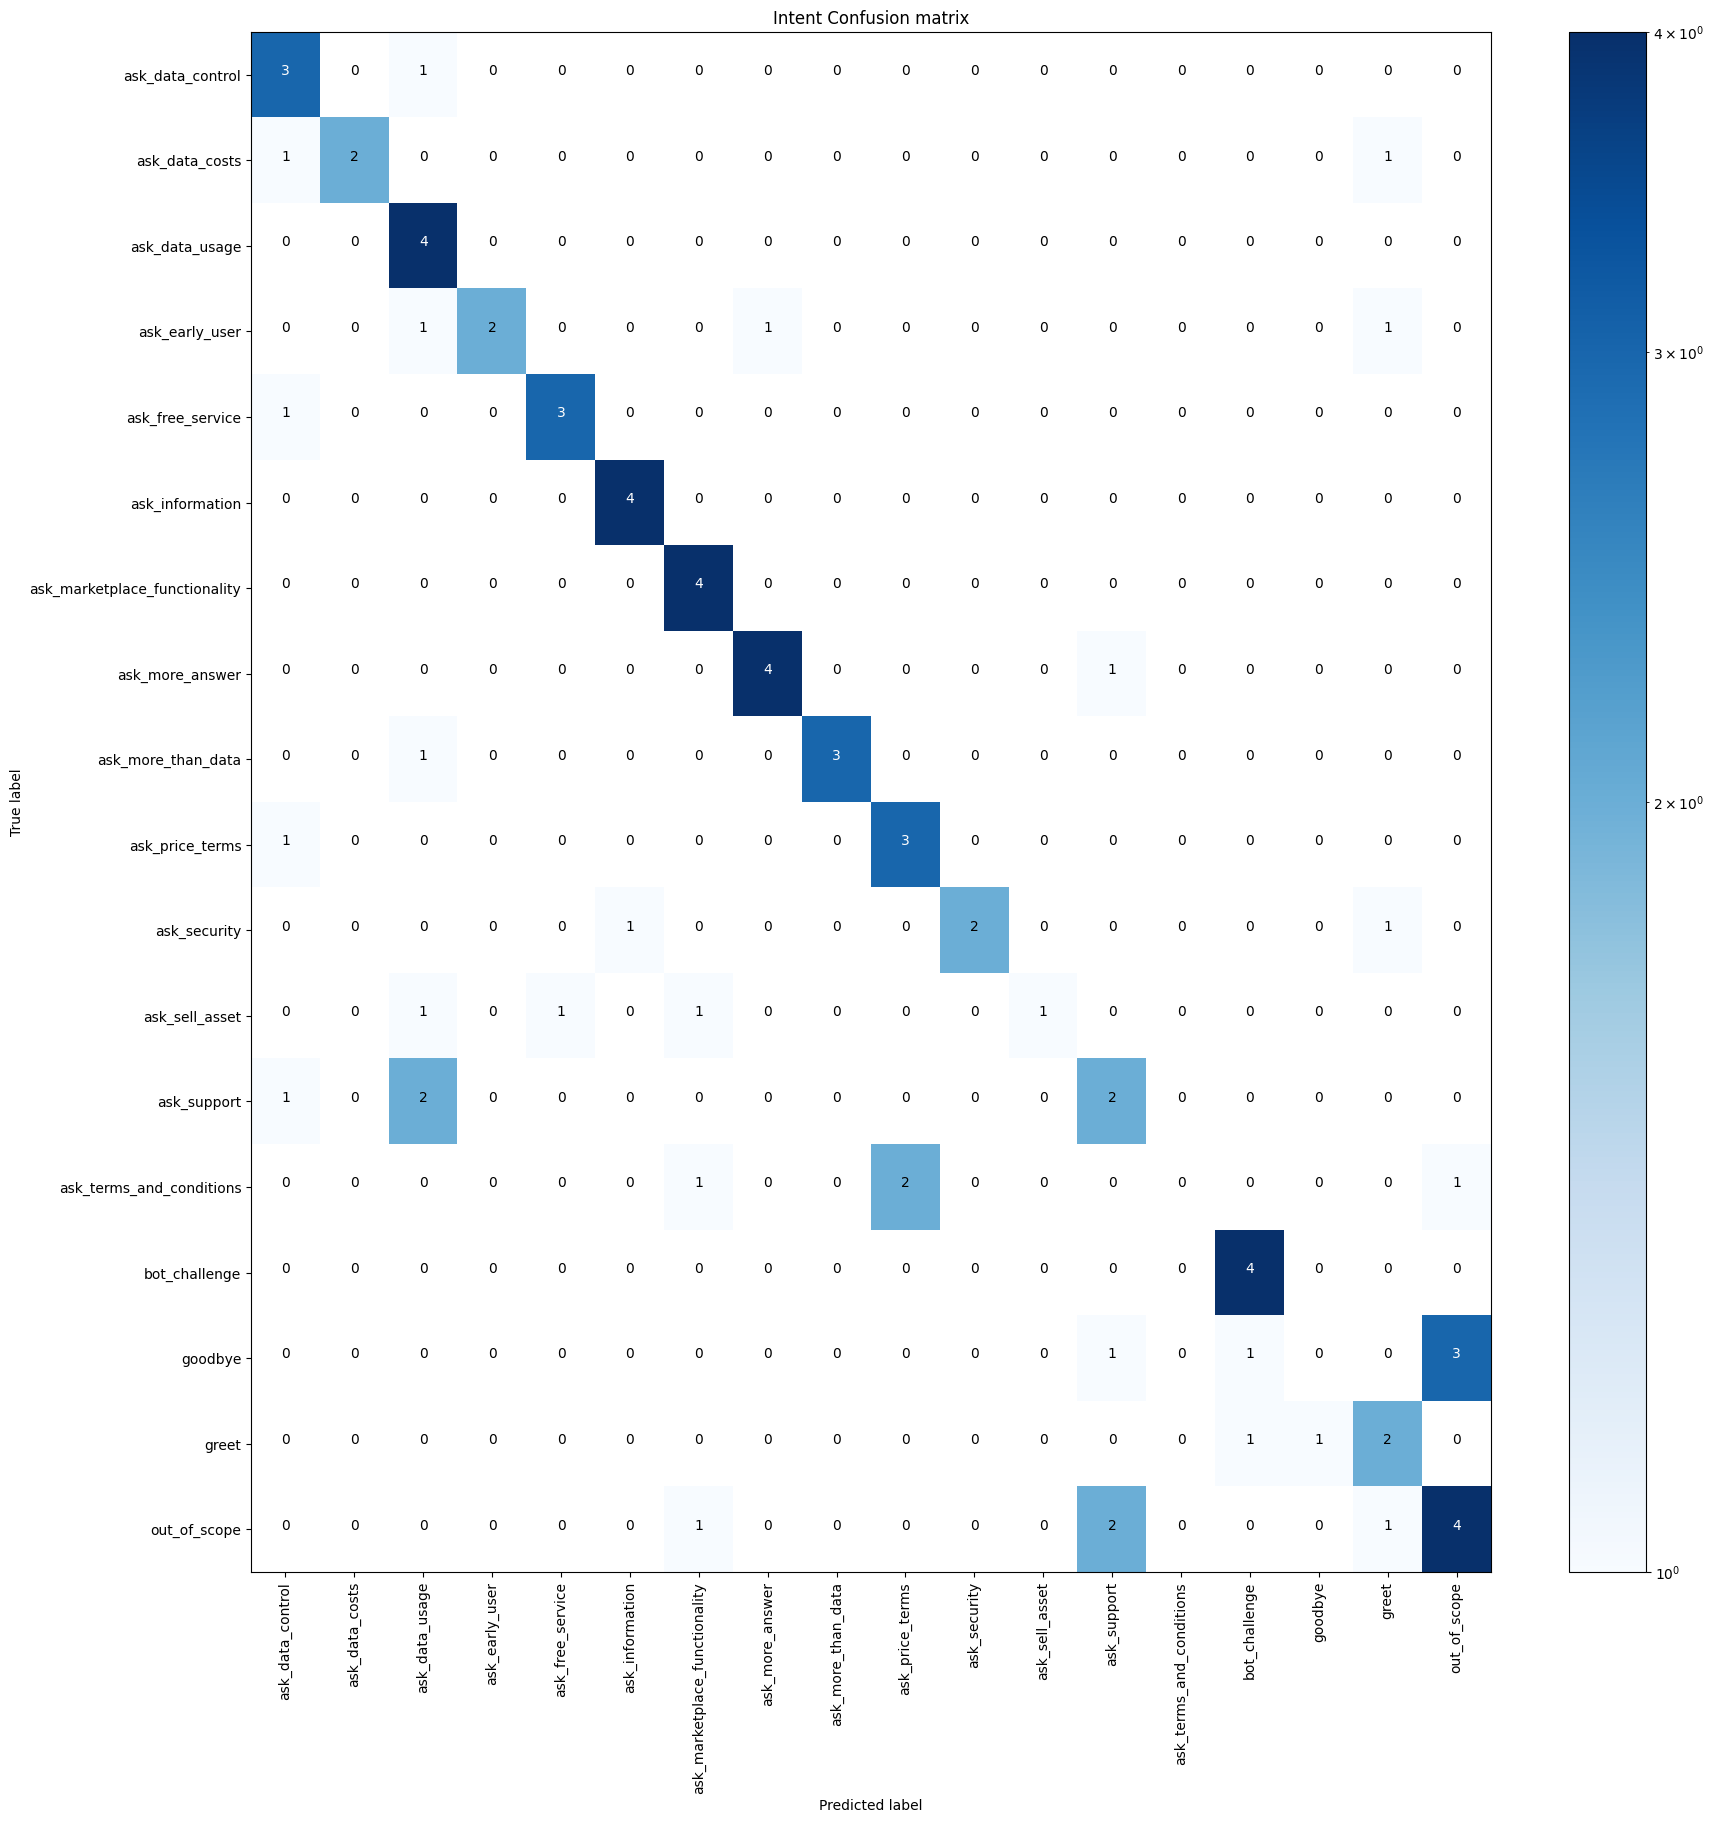 Intent Confusion matrix
ask_data_control 3 0 1 0 0 0 0 0 0 0 0 0 0 0 0 0 0 0
ask_data_costs 1 2 0 0 0 0 0 0 0 0 0 0 0 0 0 0 1 0
ask_data_usage 0 0 4 0 0 0 0 0 0 0 0 0 0 0 0 0 0 0
ask_early_user 0 0 1 2 0 0 0 1 0 0 0 0 0 0 0 0 1 0
ask_free_service 1 0 0 0 3 0 0 0 0 0 0 0 0 0 0 0 0 0
ask_information 0 0 0 0 0 4 0 0 0 0 0 0 0 0 0 0 0 0
ask_marketplace_functionality 0 0 0 0 0 0 4 0 0 0 0 0 0 0 0 0 0 0
ask_more_answer 0 0 0 0 0 0 0 4 0 0 0 0 1 0 0 0 0 0
ask_more_than_data 0 0 1 0 0 0 0 0 3 0 0 0 0 0 0 0 0 0
ask_price_terms 1 0 0 0 0 0 0 0 0 3 0 0 0 0 0 0 0 0
ask_security 0 0 0 0 0 1 0 0 0 0 2 0 0 0 0 0 1 0
ask_sell_asset 0 0 1 0 1 0 1 0 0 0 0 1 0 0 0 0 0 0
ask_support 1 0 2 0 0 0 0 0 0 0 0 0 2 0 0 0 0 0
ask_terms_and_conditions 0 0 0 0 0 0 1 0 0 2 0 0 0 0 0 0 0 1
bot_challenge 0 0 0 0 0 0 0 0 0 0 0 0 0 0 4 0 0 0
goodbye 0 0 0 0 0 0 0 0 0 0 0 0 1 0 1 0 0 3
greet 0 0 0 0 0 0 0 0 0 0 0 0 0 0 1 1 2 0
out_of_scope 0 0 0 0 0 0 1 0 0 0 0 0 2 0 0 0 1 4
True label
ask_data_control
ask_data_costs
ask_data_usage
ask_early_user
ask_free_service
ask_information
ask_marketplace_functionality
ask_more_answer
ask_more_than_data
ask_price_terms
ask_security
ask_sell_asset
ask_support
ask_terms_and_conditions
bot_challenge
goodbye
greet
out_of_scope
Predicted label
4 × 10⁰
3 × 10⁰
2 × 10⁰
10⁰